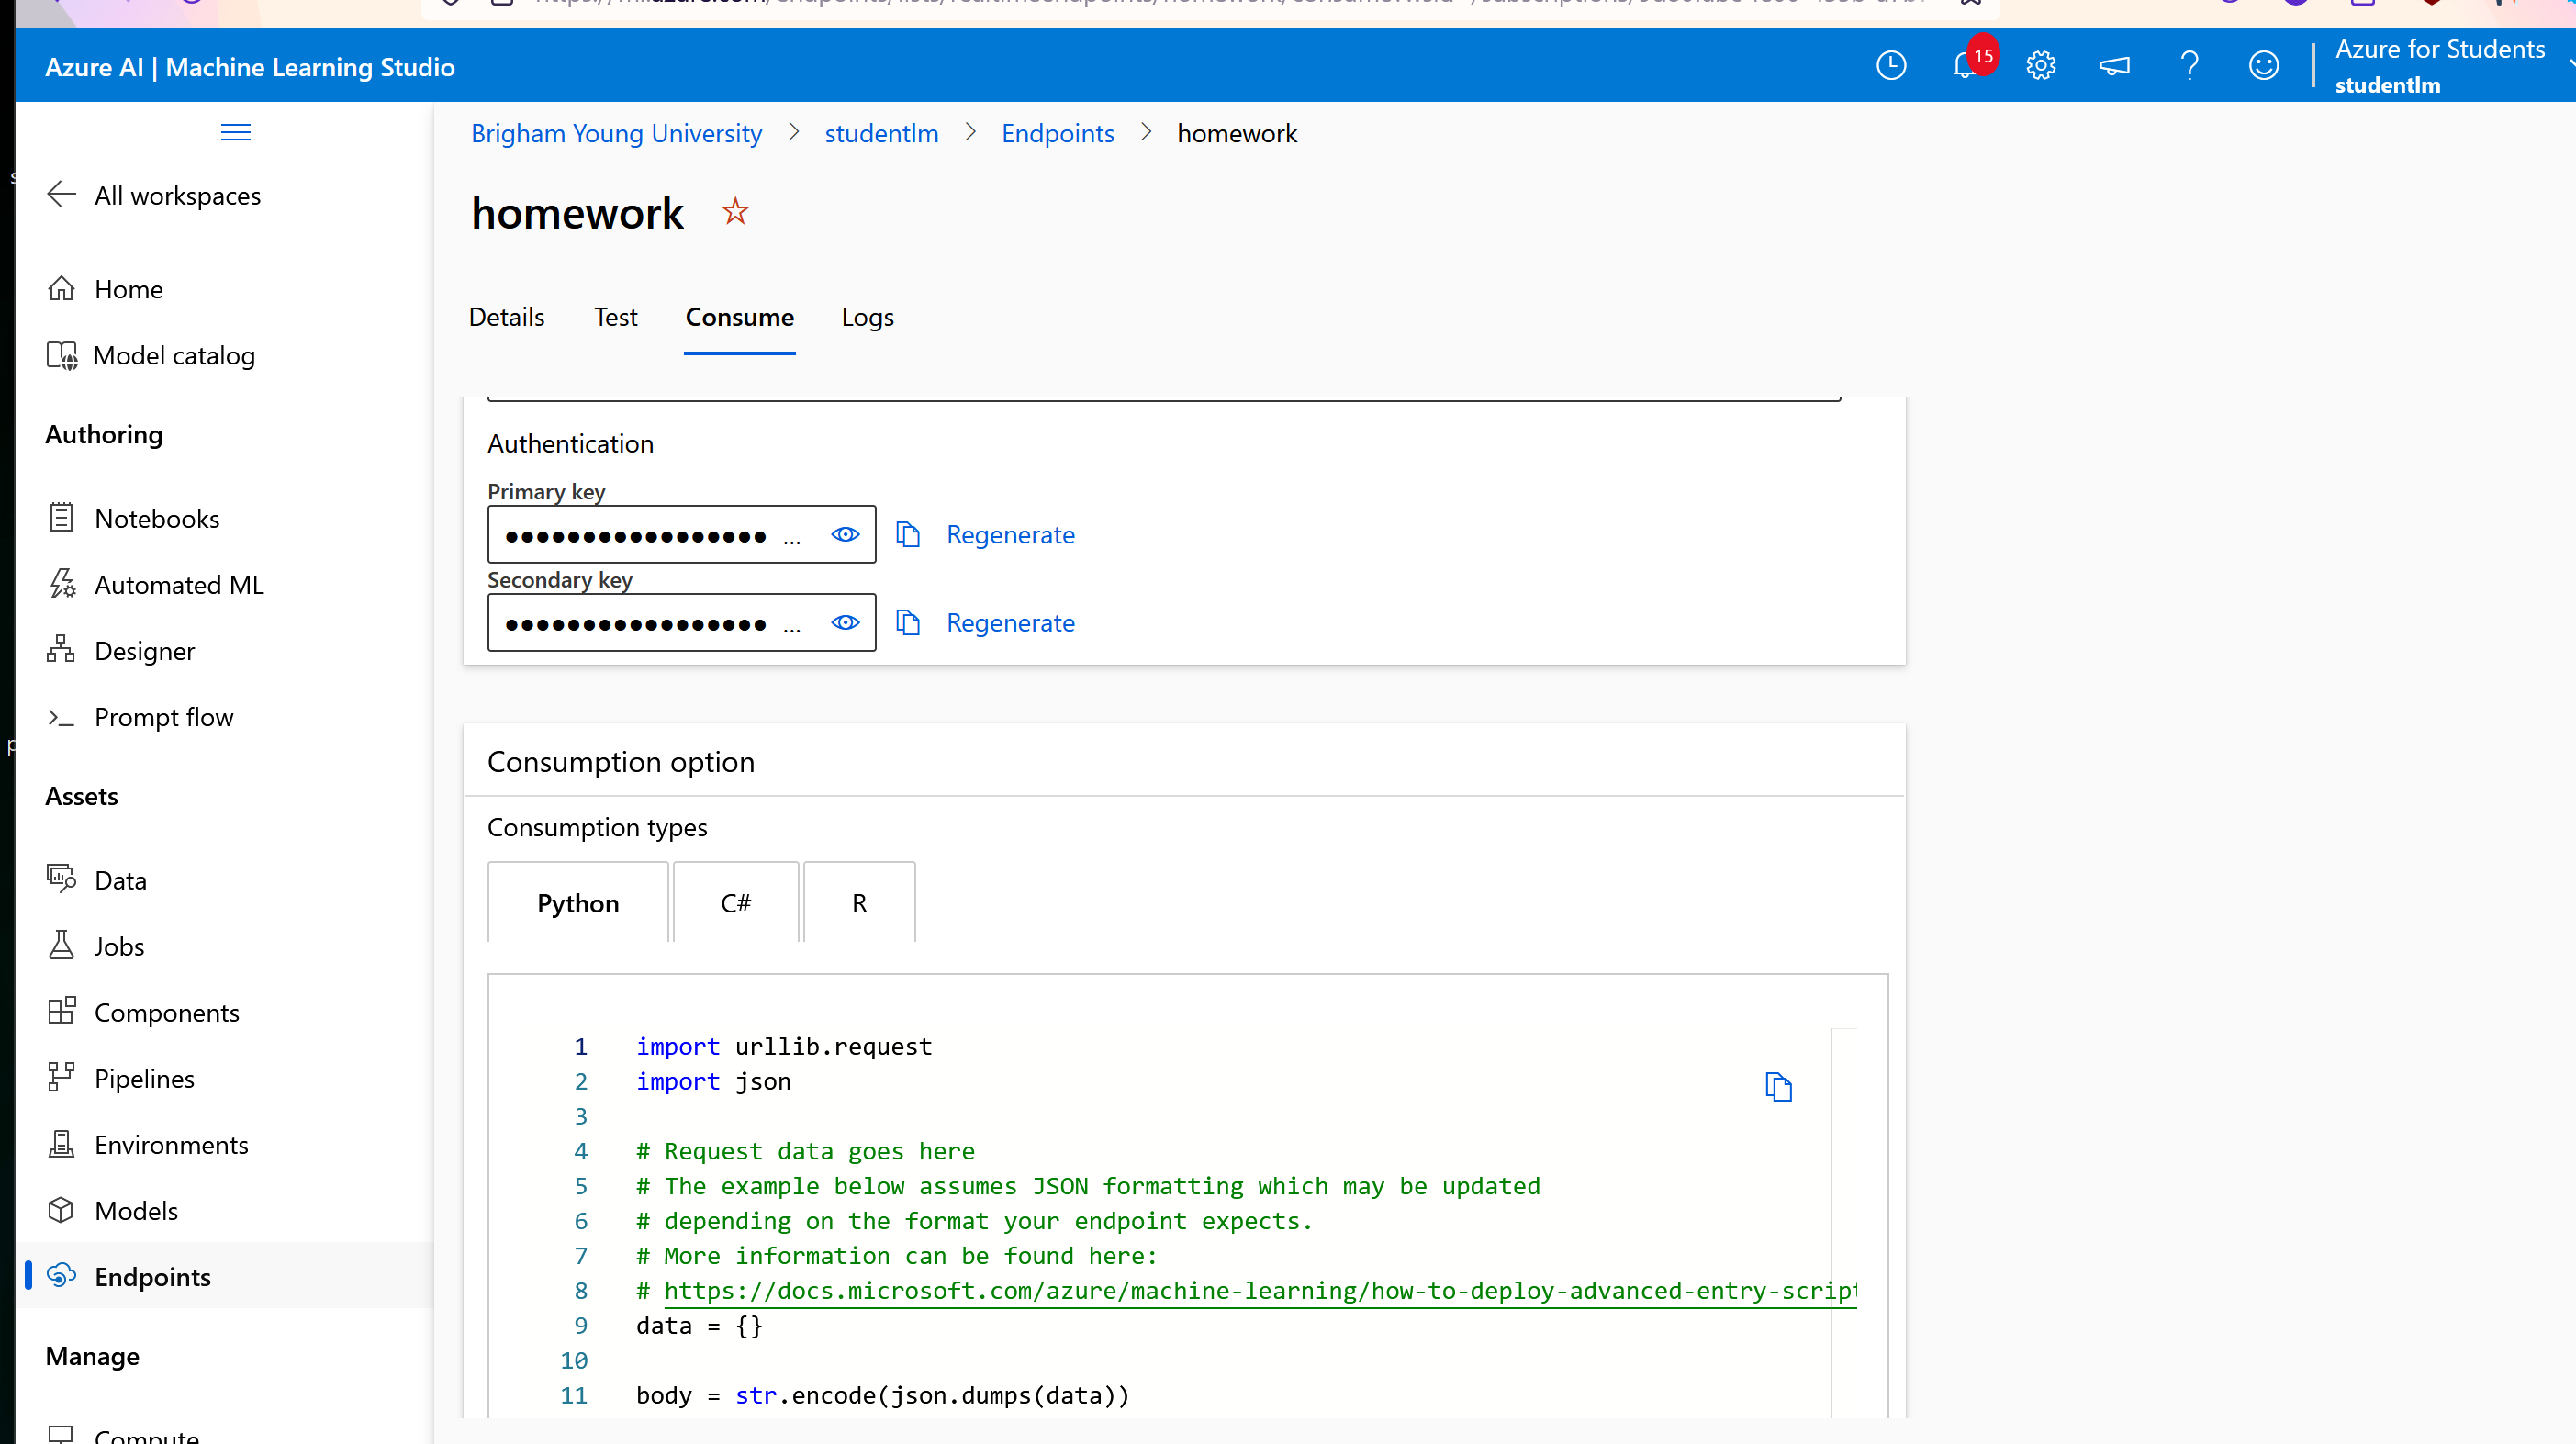 Azure AI | Machine Learning Studio
15
Azure for Students
studentlm
Brigham Young University > studentlm > Endpoints > homework
All workspaces
homework
Home
Model catalog
Details
Test
Consume
Logs
Authoring
Notebooks
Automated ML
Designer
Prompt flow
Assets
Data
Jobs
Components
Pipelines
Environments
Models
Endpoints
Manage
Compute
Authentication
Primary key
●●●●●●●●●●●●●●●●● ...
Regenerate
Secondary key
●●●●●●●●●●●●●●●●● ...
Regenerate
Consumption option
Consumption types
Python
C#
R
1 import urllib.request
2 import json
3
4 # Request data goes here
5 # The example below assumes JSON formatting which may be updated
6 # depending on the format your endpoint expects.
7 # More information can be found here:
8 # https://docs.microsoft.com/azure/machine-learning/how-to-deploy-advanced-entry-script
9 data = {}
10
11 body = str.encode(json.dumps(data))